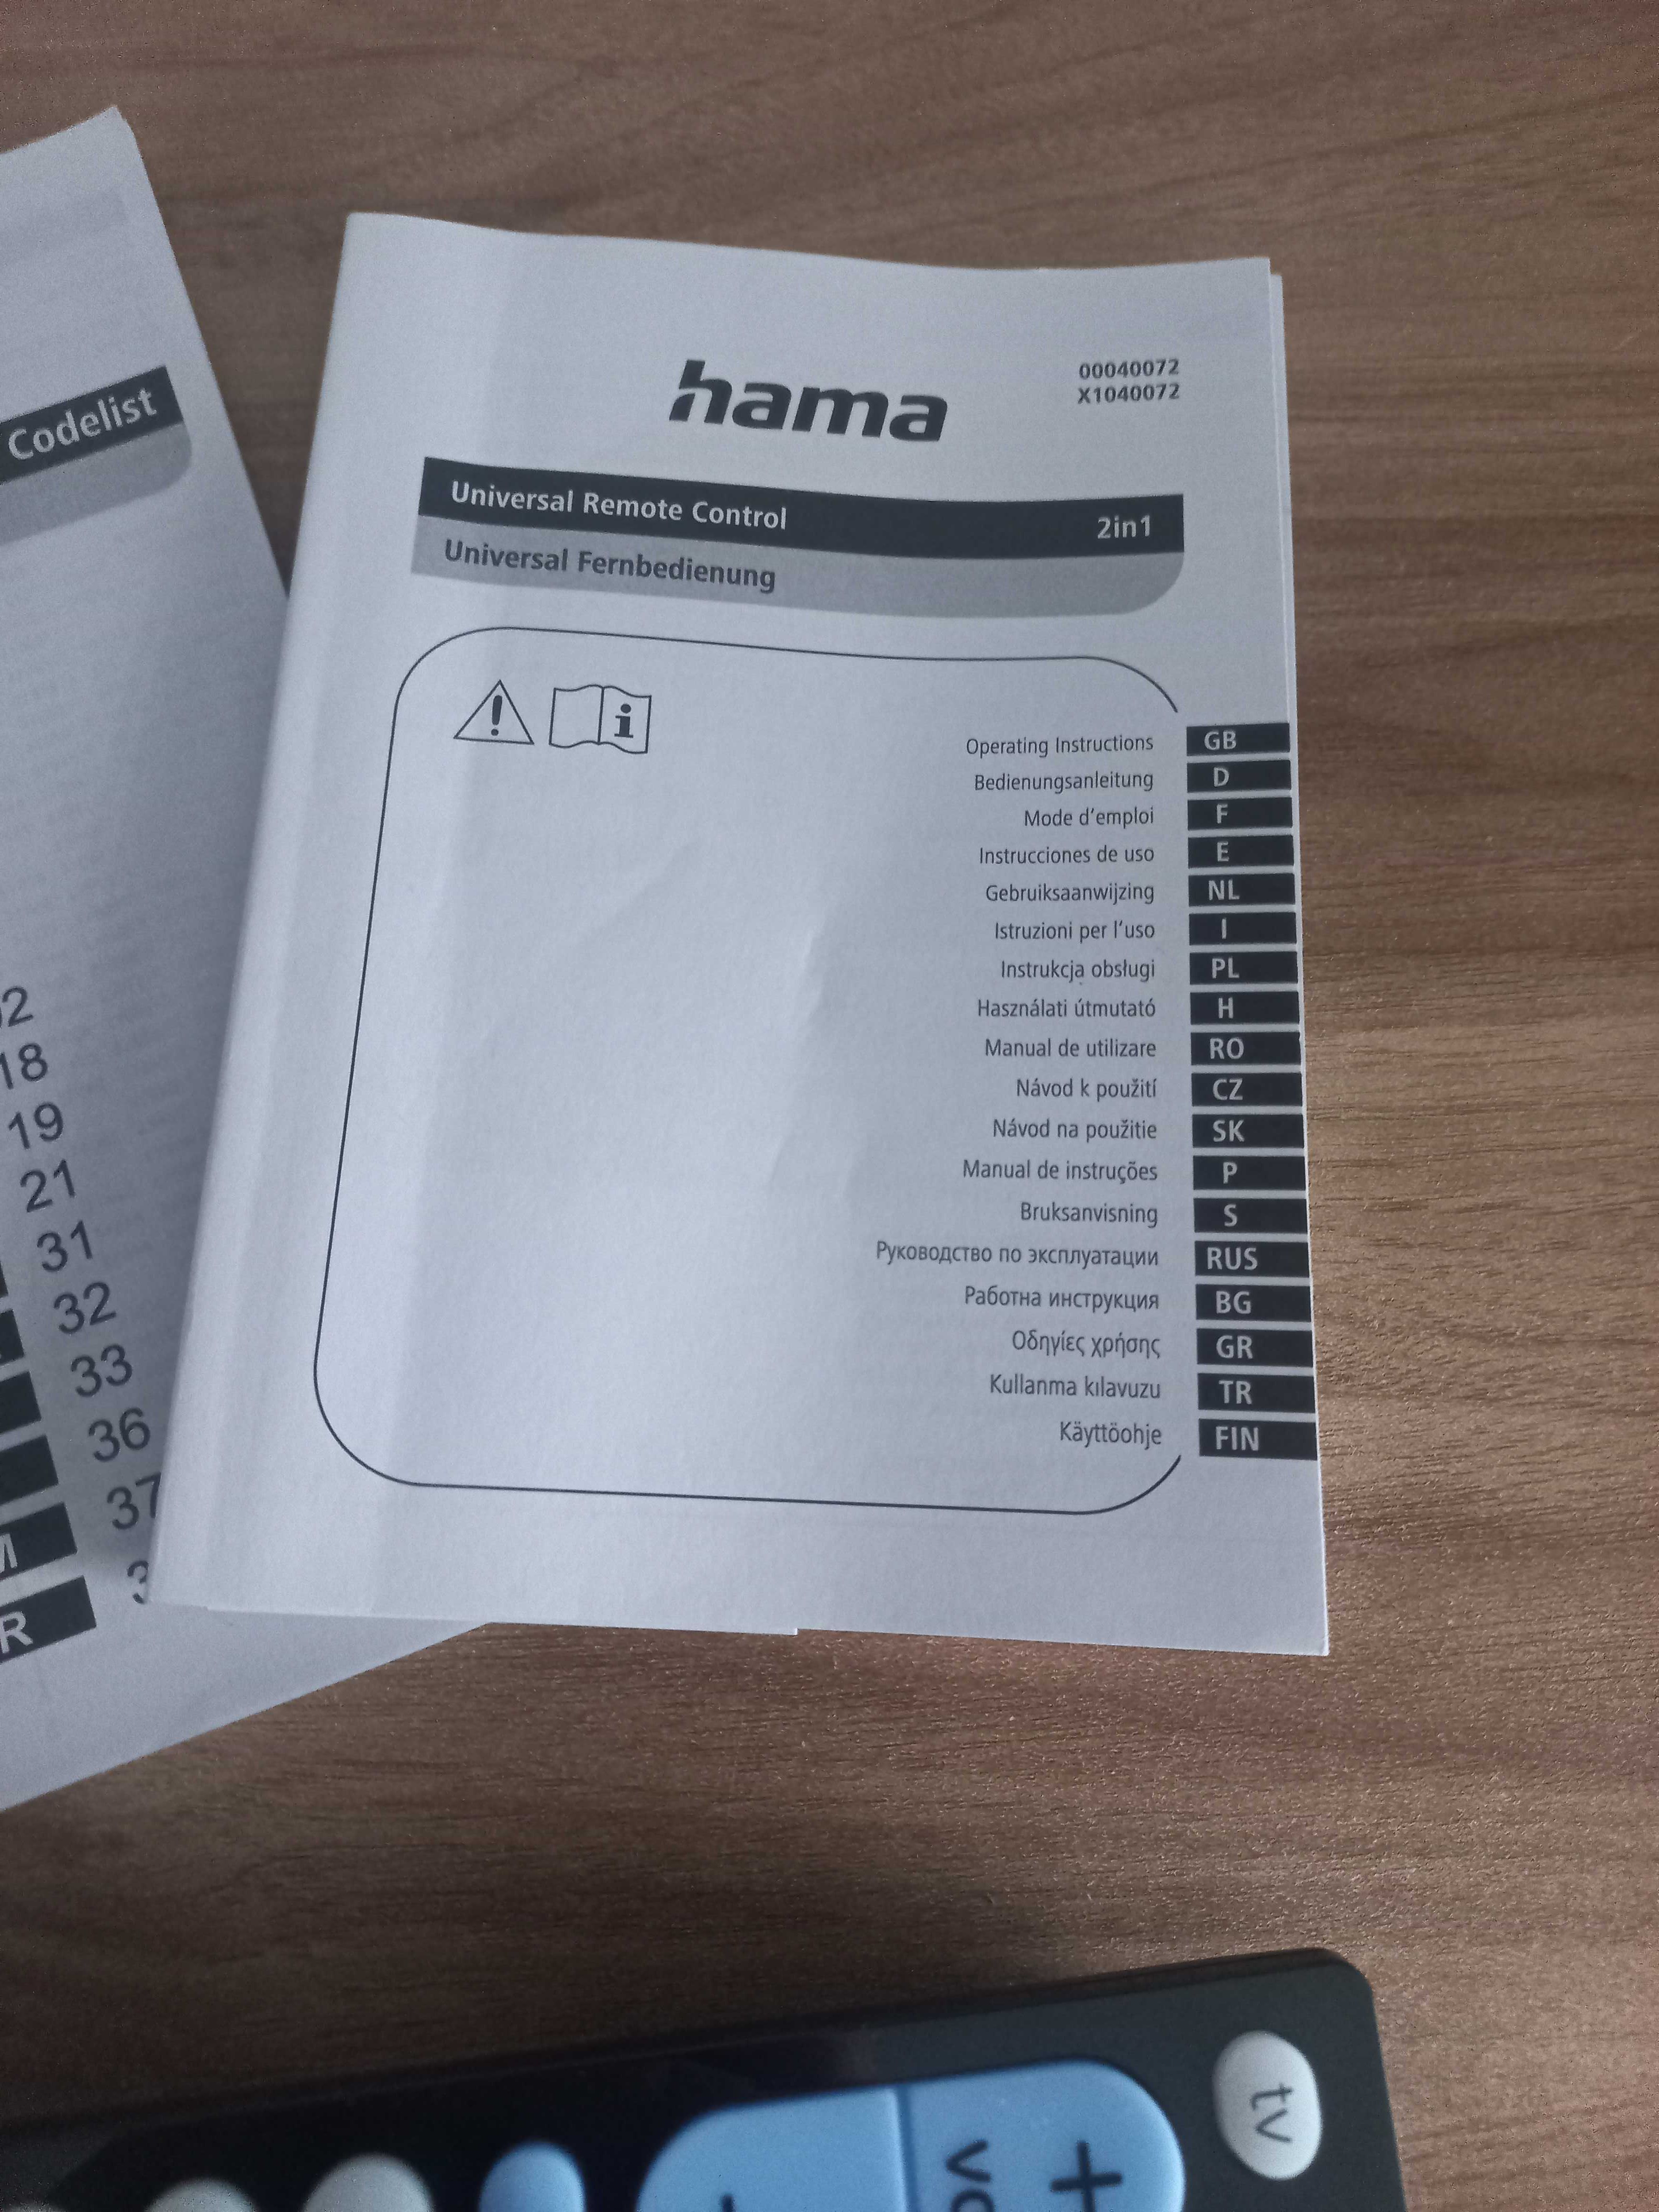 Codelist
18
19
21
31
32
33
36
37
hama
00040072
X1040072
Universal Remote Control 2in1
Universal Fernbedienung
Operating Instructions GB
Bedienungsanleitung D
Mode d'emploi F
Instrucciones de uso E
Gebruiksaanwijzing NL
Istruzioni per l'uso I
Instrukcja obsługi PL
Használati útmutató H
Manual de utilizare RO
Návod k použití CZ
Návod na použitie SK
Manual de instruções P
Bruksanvisning S
Руководство по эксплуатации RUS
Работна инструкция BG
Οδηγίες χρήσης GR
Kullanma kılavuzu TR
Käyttöohje FIN
tv
+